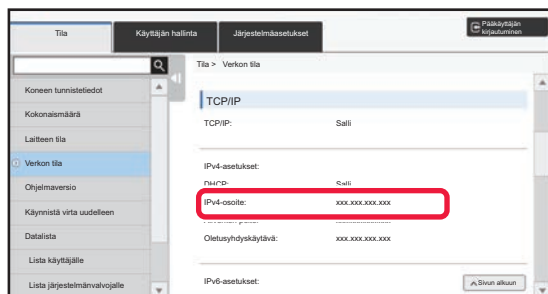 Tila
Käyttäjän hallinta
Järjestelmäasetukset
Pääkäyttäjän
kirjautuminen
Tila > Verkon tila
Koneen tunnistetiedot
Kokonaismäärä
Laitteen tila
Verkon tila
Ohjelmaversio
Käynnistä virta uudelleen
Datalista
Lista käyttäjälle
Lista järjestelmänvalvojalle
TCP/IP
TCP/IP: Salli
IPv4-asetukset:
DHCP: Salli
IPv4-osoite: xxx.xxx.xxx.xxx
Oletusyhdyskäytävä: xxx.xxx.xxx.xxx
IPv6-asetukset:
Sivun alkuun